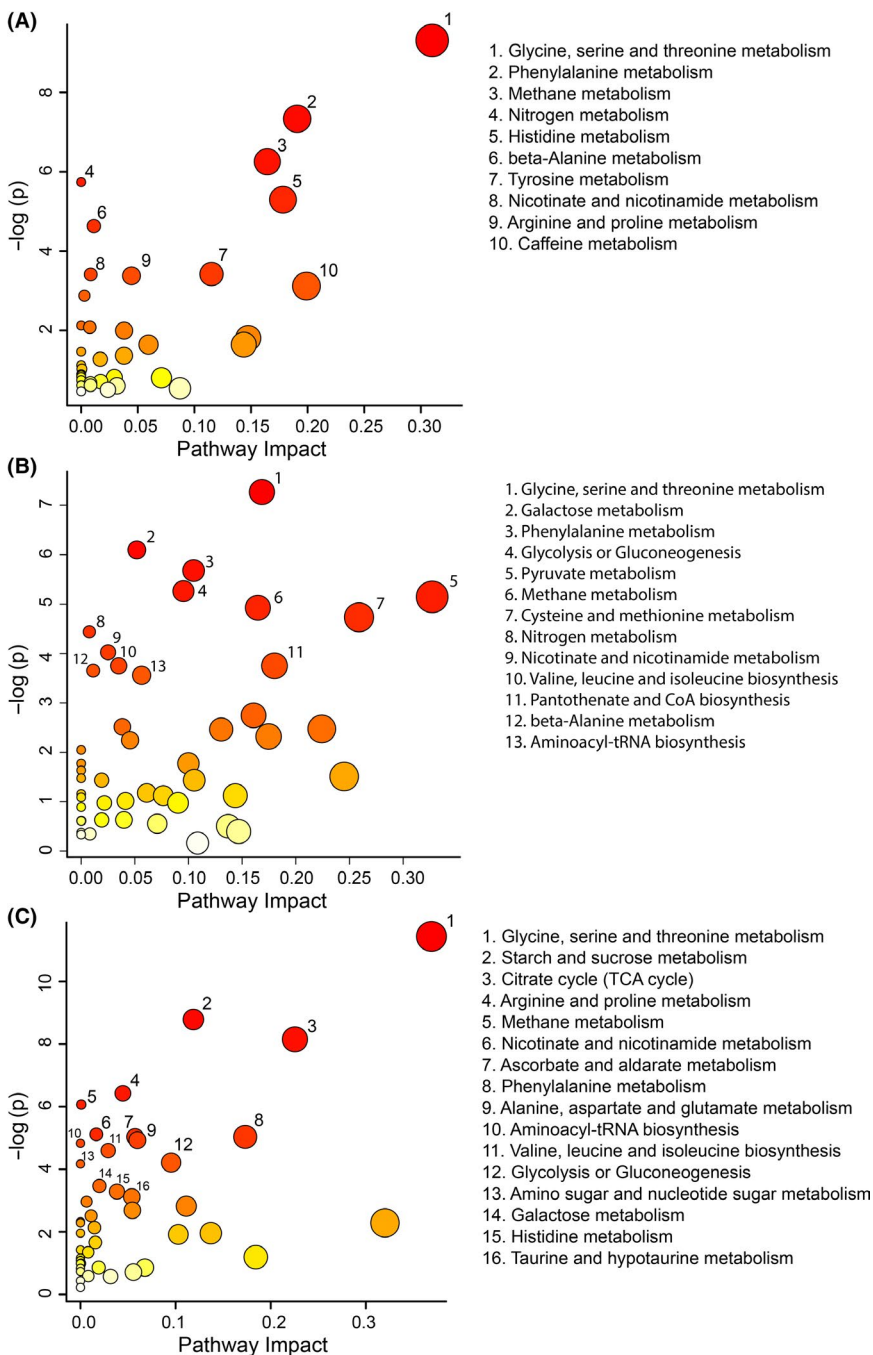 (A)
1
2
3
4
5
6
7
8
9
10
8
6
4
2
−log (p)
0.00 0.05 0.10 0.15 0.20 0.25 0.30
Pathway Impact
1. Glycine, serine and threonine metabolism
2. Phenylalanine metabolism
3. Methane metabolism
4. Nitrogen metabolism
5. Histidine metabolism
6. beta-Alanine metabolism
7. Tyrosine metabolism
8. Nicotinate and nicotinamide metabolism
9. Arginine and proline metabolism
10. Caffeine metabolism
(B)
1
2
3
4
5
6
7
8
9
10
11
12
13
7
6
5
4
3
2
1
0
−log (p)
0.00 0.05 0.10 0.15 0.20 0.25 0.30
Pathway Impact
1. Glycine, serine and threonine metabolism
2. Galactose metabolism
3. Phenylalanine metabolism
4. Glycolysis or Gluconeogenesis
5. Pyruvate metabolism
6. Methane metabolism
7. Cysteine and methionine metabolism
8. Nitrogen metabolism
9. Nicotinate and nicotinamide metabolism
10. Valine, leucine and isoleucine biosynthesis
11. Pantothenate and CoA biosynthesis
12. beta-Alanine metabolism
13. Aminoacyl-tRNA biosynthesis
(C)
1
2
3
4
5
6
7
8
9
10
11
12
13
14
15
16
10
8
6
4
2
0
−log (p)
0.0 0.1 0.2 0.3
Pathway Impact
1. Glycine, serine and threonine metabolism
2. Starch and sucrose metabolism
3. Citrate cycle (TCA cycle)
4. Arginine and proline metabolism
5. Methane metabolism
6. Nicotinate and nicotinamide metabolism
7. Ascorbate and aldarate metabolism
8. Phenylalanine metabolism
9. Alanine, aspartate and glutamate metabolism
10. Aminoacyl-tRNA biosynthesis
11. Valine, leucine and isoleucine biosynthesis
12. Glycolysis or Gluconeogenesis
13. Amino sugar and nucleotide sugar metabolism
14. Galactose metabolism
15. Histidine metabolism
16. Taurine and hypotaurine metabolism